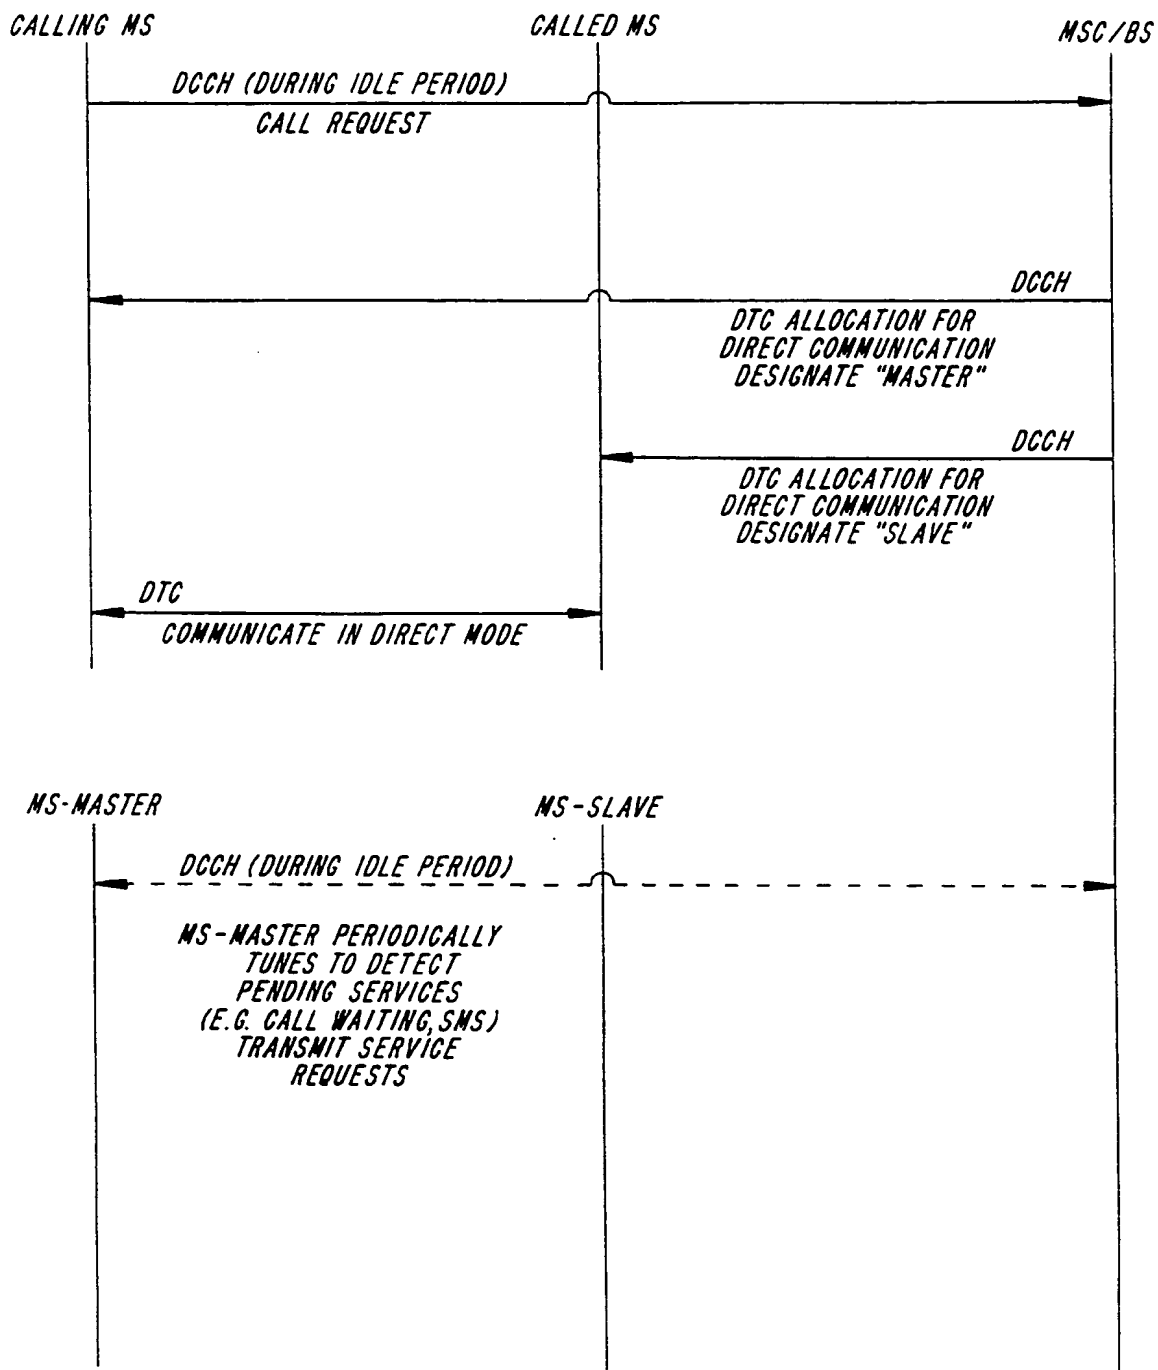 CALLING MS
CALLED MS
MSC/BS
DCCH (DURING IDLE PERIOD)
CALL REQUEST
DCCH
DTC ALLOCATION FOR
DIRECT COMMUNICATION
DESIGNATE "MASTER"
DCCH
DTC ALLOCATION FOR
DIRECT COMMUNICATION
DESIGNATE "SLAVE"
DTC
COMMUNICATE IN DIRECT MODE
MS-MASTER
MS-SLAVE
DCCH (DURING IDLE PERIOD)
MS-MASTER PERIODICALLY
TUNES TO DETECT
PENDING SERVICES
(E.G. CALL WAITING, SMS)
TRANSMIT SERVICE
REQUESTS